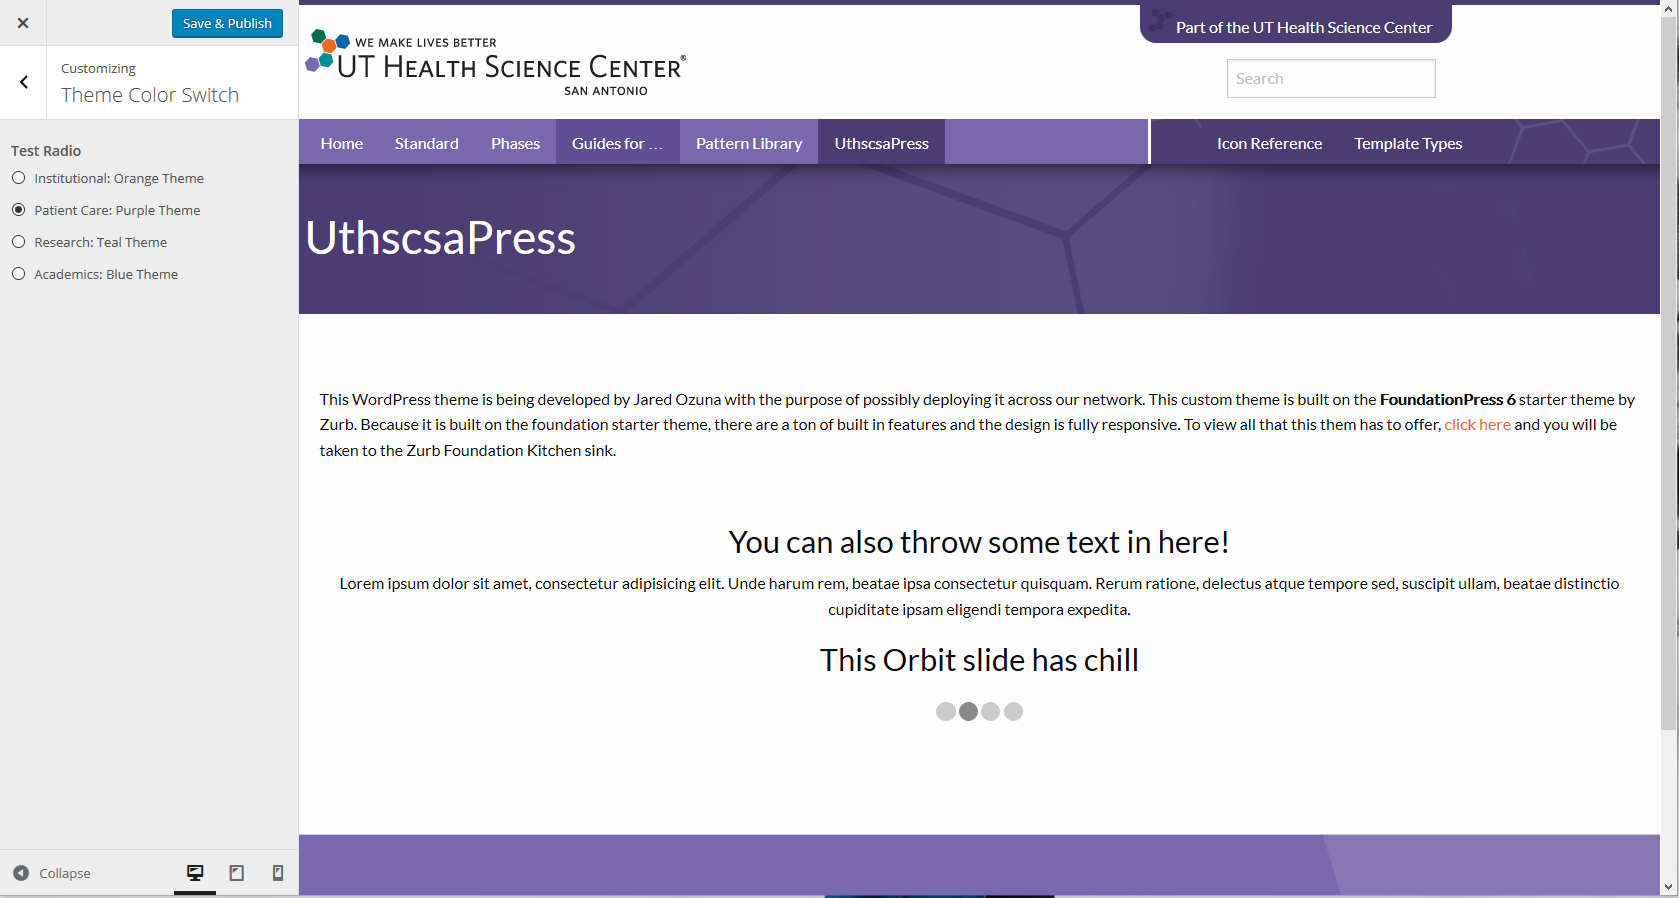 Save & Publish
Customizing
Theme Color Switch
Test Radio
Institutional: Orange Theme
Patient Care: Purple Theme
Research: Teal Theme
Academics: Blue Theme
Collapse
Part of the UT Health Science Center
WE MAKE LIVES BETTER
UT HEALTH SCIENCE CENTER®
SAN ANTONIO
Search
Home Standard Phases Guides for … Pattern Library UthscsaPress Icon Reference Template Types
UthscsaPress
This WordPress theme is being developed by Jared Ozuna with the purpose of possibly deploying it across our network. This custom theme is built on the FoundationPress 6 starter theme by
Zurb. Because it is built on the foundation starter theme, there are a ton of built in features and the design is fully responsive. To view all that this them has to offer, click here and you will be
taken to the Zurb Foundation Kitchen sink.
You can also throw some text in here!
Lorem ipsum dolor sit amet, consectetur adipisicing elit. Unde harum rem, beatae ipsa consectetur quisquam. Rerum ratione, delectus atque tempore sed, suscipit ullam, beatae distinctio
cupiditate ipsam eligendi tempora expedita.
This Orbit slide has chill